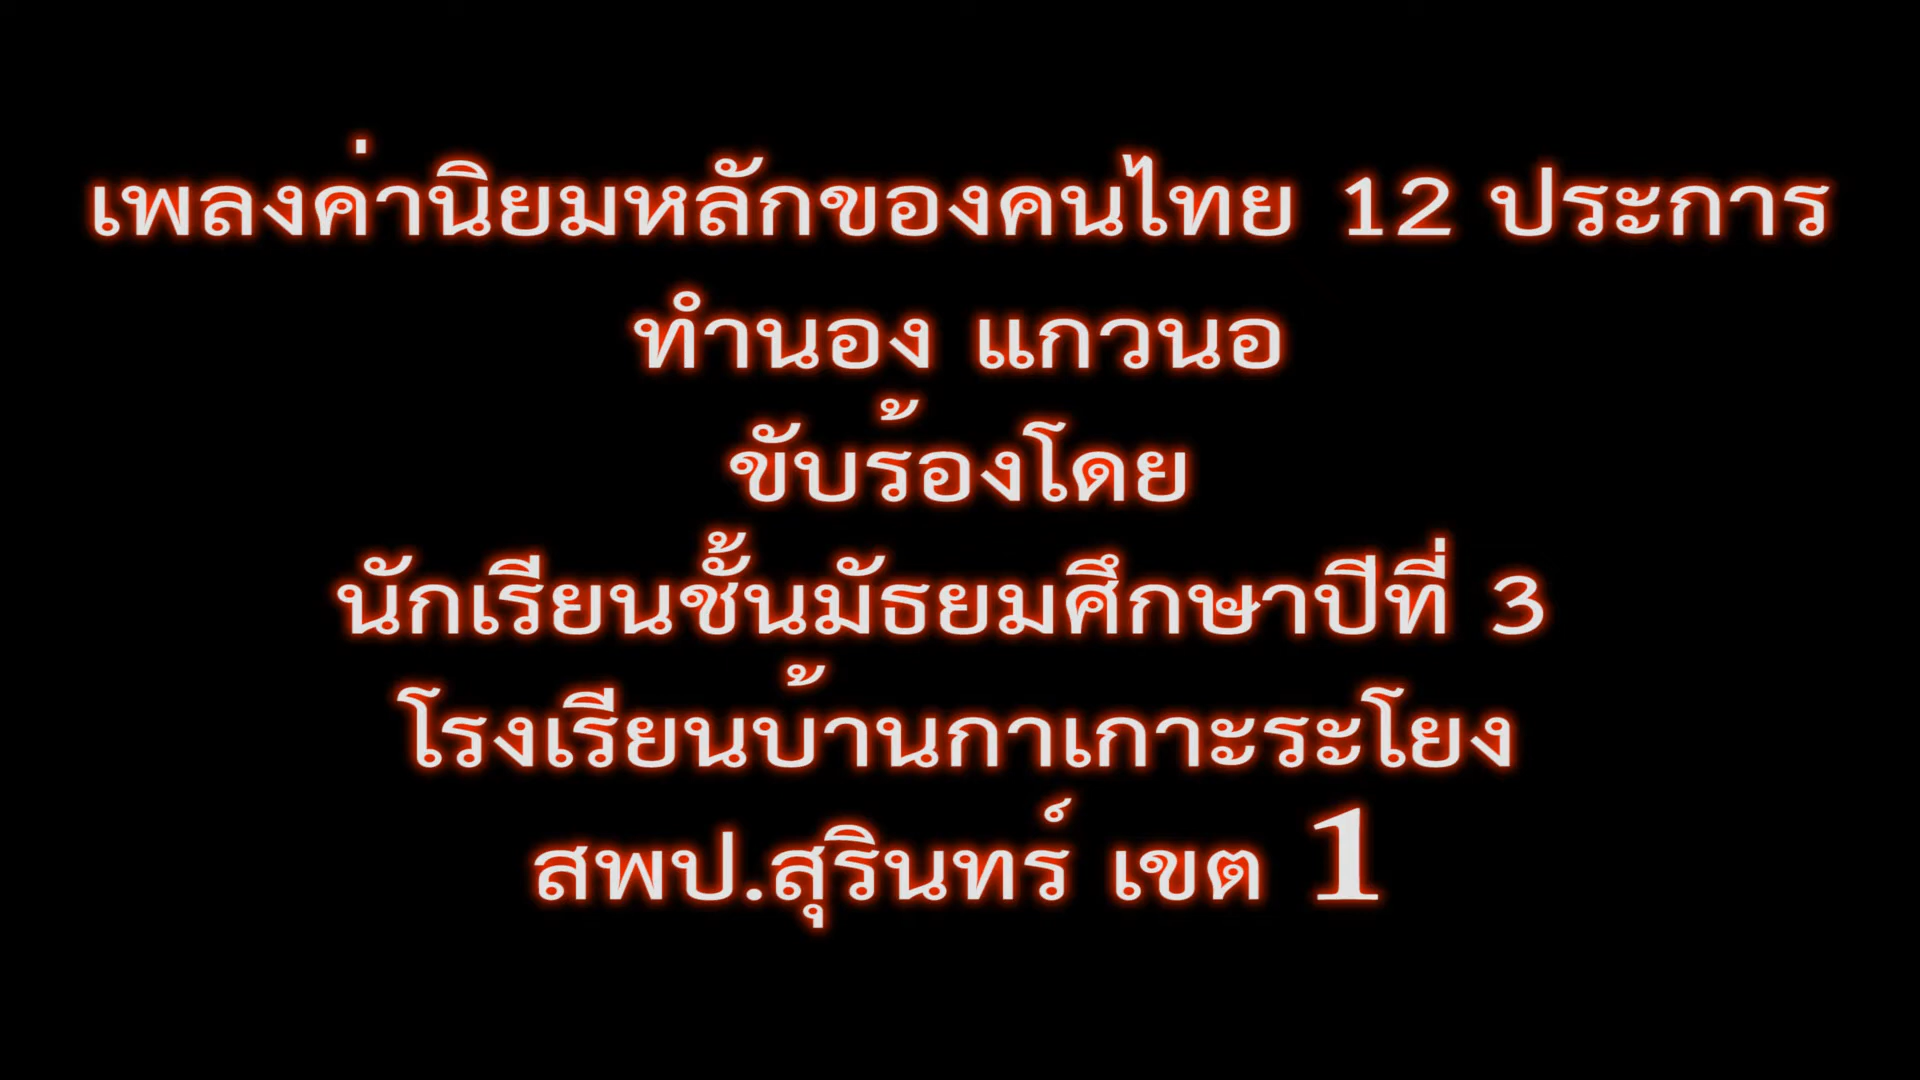 เพลงค่านิยมหลักของคนไทย 12 ประการ
ทำนอง แกวนอ
ขับร้องโดย
นักเรียนชั้นมัธยมศึกษาปีที่ 3
โรงเรียนบ้านกาเกาะระโยง
สพป.สุรินทร์ เขต 1